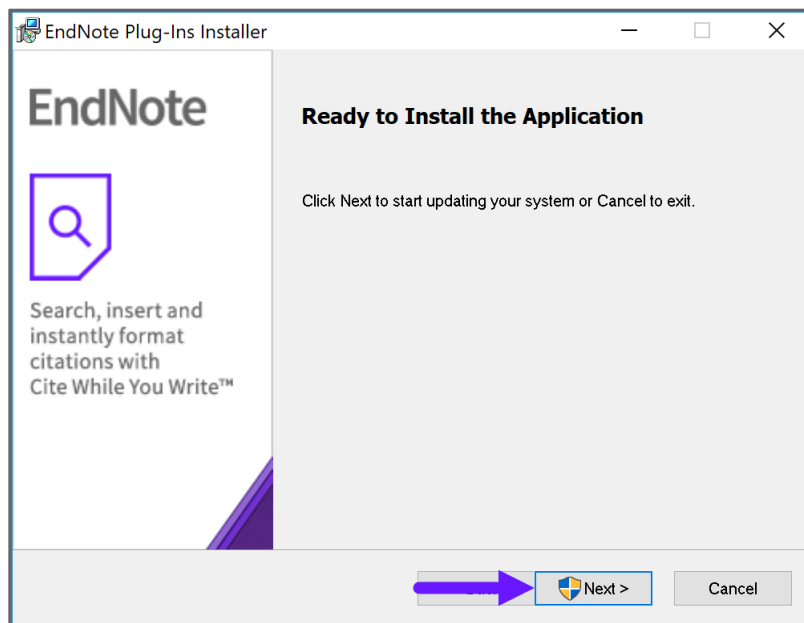 EndNote Plug-Ins Installer
EndNote
Ready to Install the Application
Click Next to start updating your system or Cancel to exit.
Search, insert and
instantly format
citations with
Cite While You Write™
Next >
Cancel